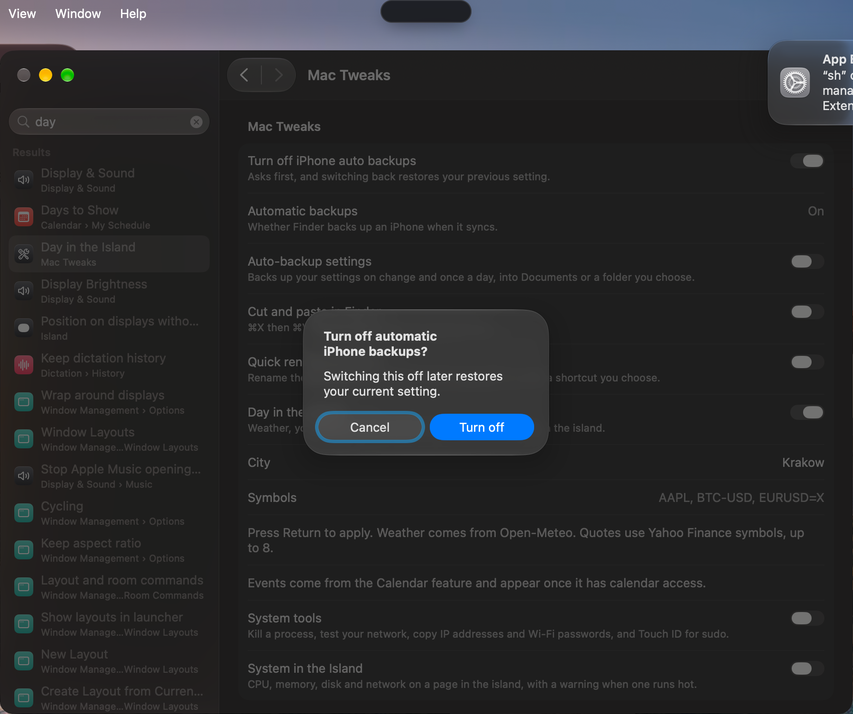 View Window Help
App E
"sh" c
mana
Exten
Mac Tweaks
day
Results
Display & Sound
Display & Sound
Days to Show
Calendar › My Schedule
Day in the Island
Mac Tweaks
Display Brightness
Display & Sound
Position on displays witho...
Island
Keep dictation history
Dictation › History
Wrap around displays
Window Management › Options
Window Layouts
Window Manage...Window Layouts
Stop Apple Music opening...
Display & Sound › Music
Cycling
Window Management › Options
Keep aspect ratio
Window Management › Options
Layout and room commands
Window Manage...Room Commands
Show layouts in launcher
Window Manage...Window Layouts
New Layout
Window Manage...Window Layouts
Create Layout from Curren...
Window Manage...Window Layouts
Mac Tweaks
Turn off iPhone auto backups
Asks first, and switching back restores your previous setting.
Automatic backups On
Whether Finder backs up an iPhone when it syncs.
Auto-backup settings
Backs up your settings on change and once a day, into Documents or a folder you choose.
Cut and paste in Finder
⌘X then ⌘
Quick ren
Rename the shortcut you choose.
Day in the
Weather, y the island.
City Krakow
Symbols AAPL, BTC-USD, EURUSD=X
Press Return to apply. Weather comes from Open-Meteo. Quotes use Yahoo Finance symbols, up
to 8.
Events come from the Calendar feature and appear once it has calendar access.
System tools
Kill a process, test your network, copy IP addresses and Wi-Fi passwords, and Touch ID for sudo.
System in the Island
CPU, memory, disk and network on a page in the island, with a warning when one runs hot.
Turn off automatic
iPhone backups?
Switching this off later restores
your current setting.
Cancel Turn off